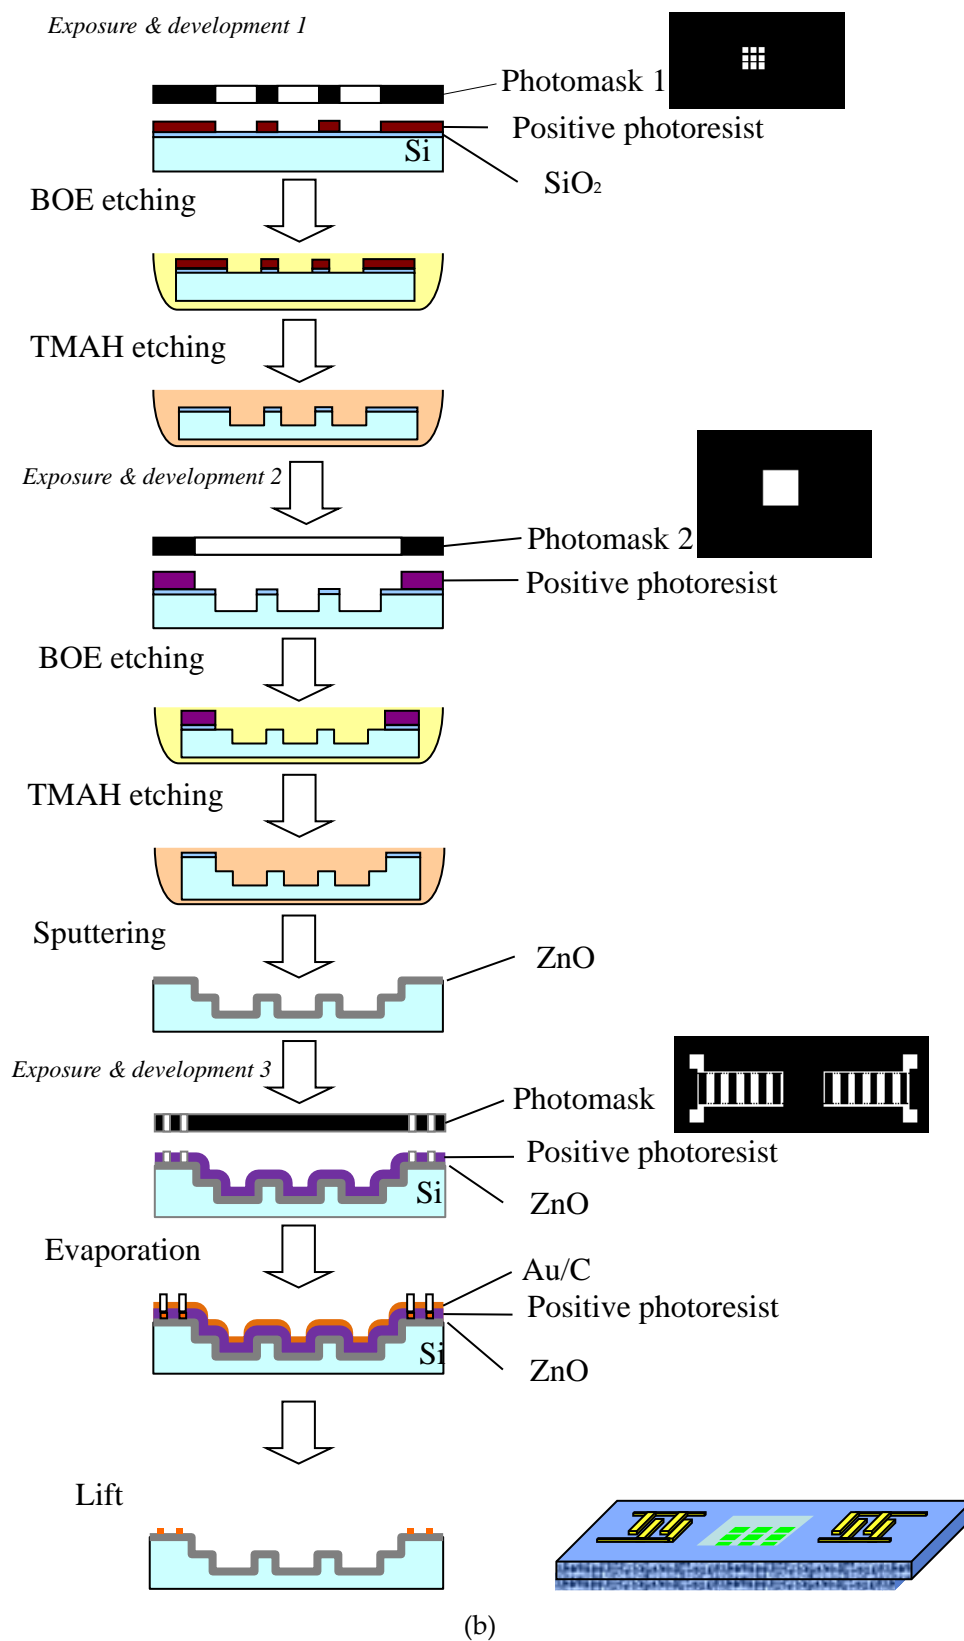 Exposure & development 1
Photomask 1
Positive photoresist
Si
SiO2
BOE etching
TMAH etching
Exposure & development 2
Photomask 2
Positive photoresist
BOE etching
TMAH etching
Sputtering
ZnO
Exposure & development 3
Photomask
Positive photoresist
Si
ZnO
Evaporation
Au/C
Positive photoresist
Si
ZnO
Lift
(b)